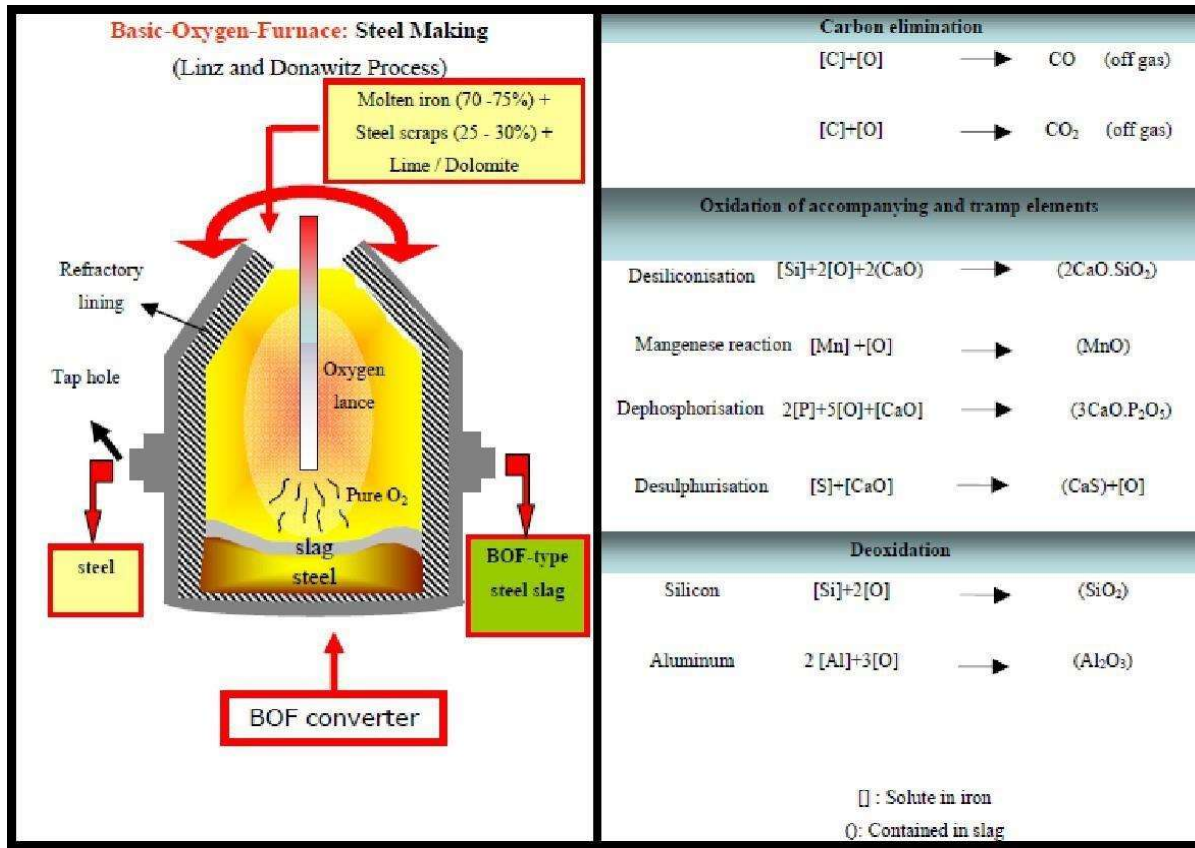 Basic-Oxygen-Furnace: Steel Making
(Linz and Donawitz Process)
Molten iron (70 -75%) +
Steel scraps (25 - 30%) +
Lime / Dolomite
Refractory
lining
Tap hole
Oxygen
lance
Pure O₂
slag
steel
steel
BOF-type
steel slag
BOF converter
Carbon elimination
[C]+[O] → CO (off gas)
[C]+[O] → CO₂ (off gas)
Oxidation of accompanying and tramp elements
Desiliconisation [Si]+2[O]+2(CaO) → (2CaO.SiO₂)
Mangenese reaction [Mn] +[O] → (MnO)
Dephosphorisation 2[P]+5[O]+[CaO] → (3CaO.P₂O₅)
Desulphurisation [S]+[CaO] → (CaS)+[O]
Deoxidation
Silicon [Si]+2[O] → (SiO₂)
Aluminum 2 [Al]+3[O] → (Al₂O₃)
[] : Solute in iron
(): Contained in slag